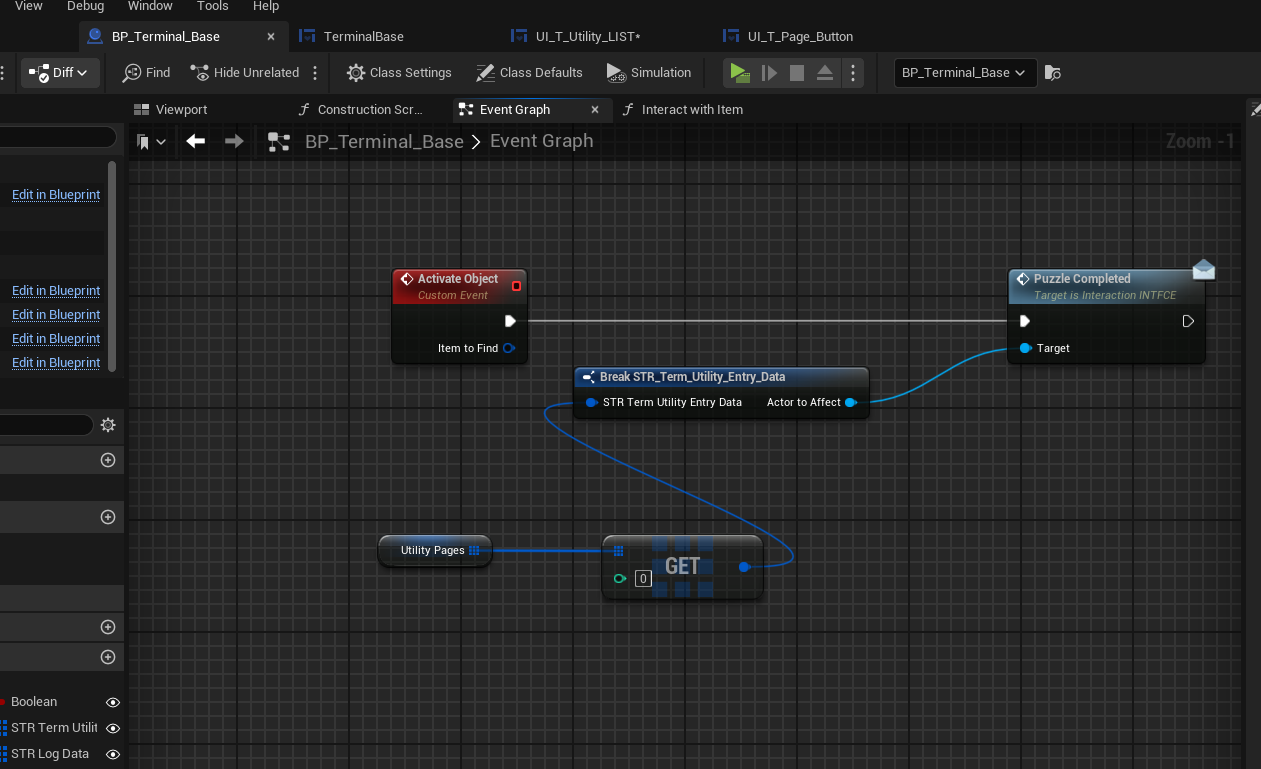 View Debug Window Tools Help
BP_Terminal_Base TerminalBase UI_T_Utility_LIST* UI_T_Page_Button
Diff Find Hide Unrelated Class Settings Class Defaults Simulation BP_Terminal_Base
Viewport Construction Scr... Event Graph Interact with Item
BP_Terminal_Base > Event Graph Zoom -1
Edit in Blueprint
Edit in Blueprint
Edit in Blueprint
Edit in Blueprint
Edit in Blueprint
Activate Object
Custom Event
Item to Find
Puzzle Completed
Target is Interaction INTFCE
Target
Break STR_Term_Utility_Entry_Data
STR Term Utility Entry Data Actor to Affect
Utility Pages
GET
0
Boolean
STR Term Utilit
STR Log Data